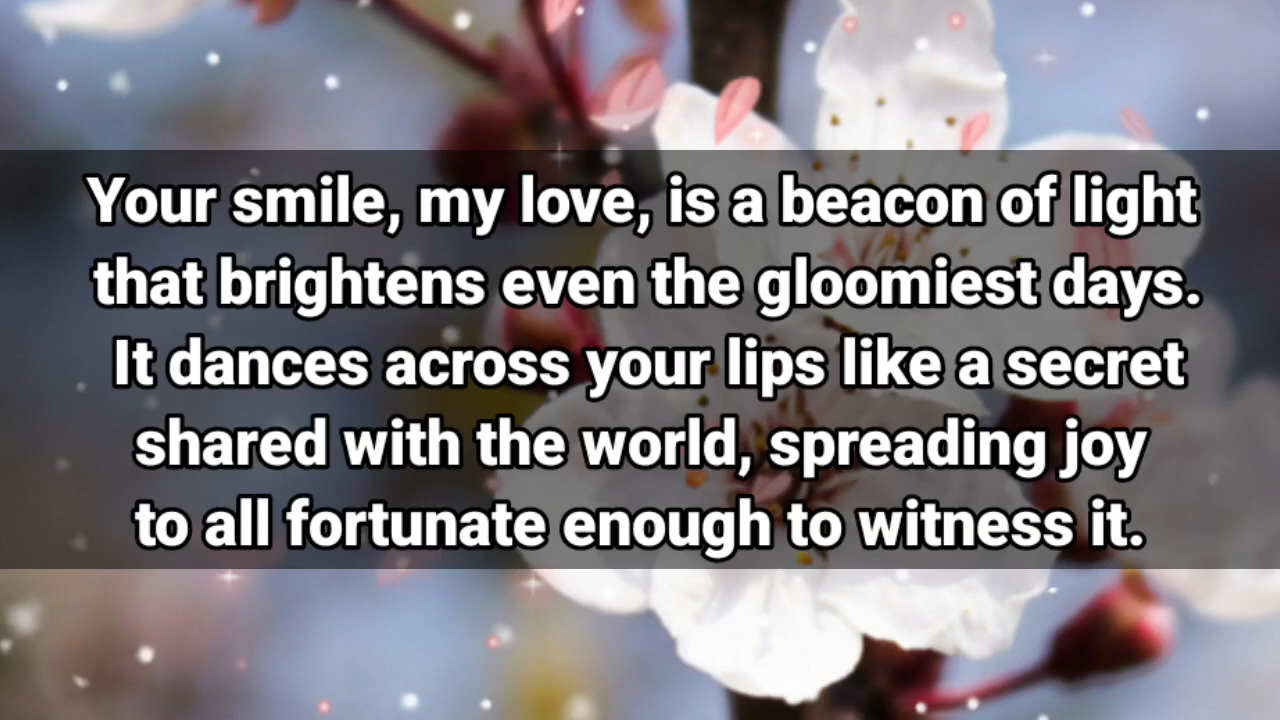 Your smile, my love, is a beacon of light
that brightens even the gloomiest days.
It dances across your lips like a secret
shared with the world, spreading joy
to all fortunate enough to witness it.